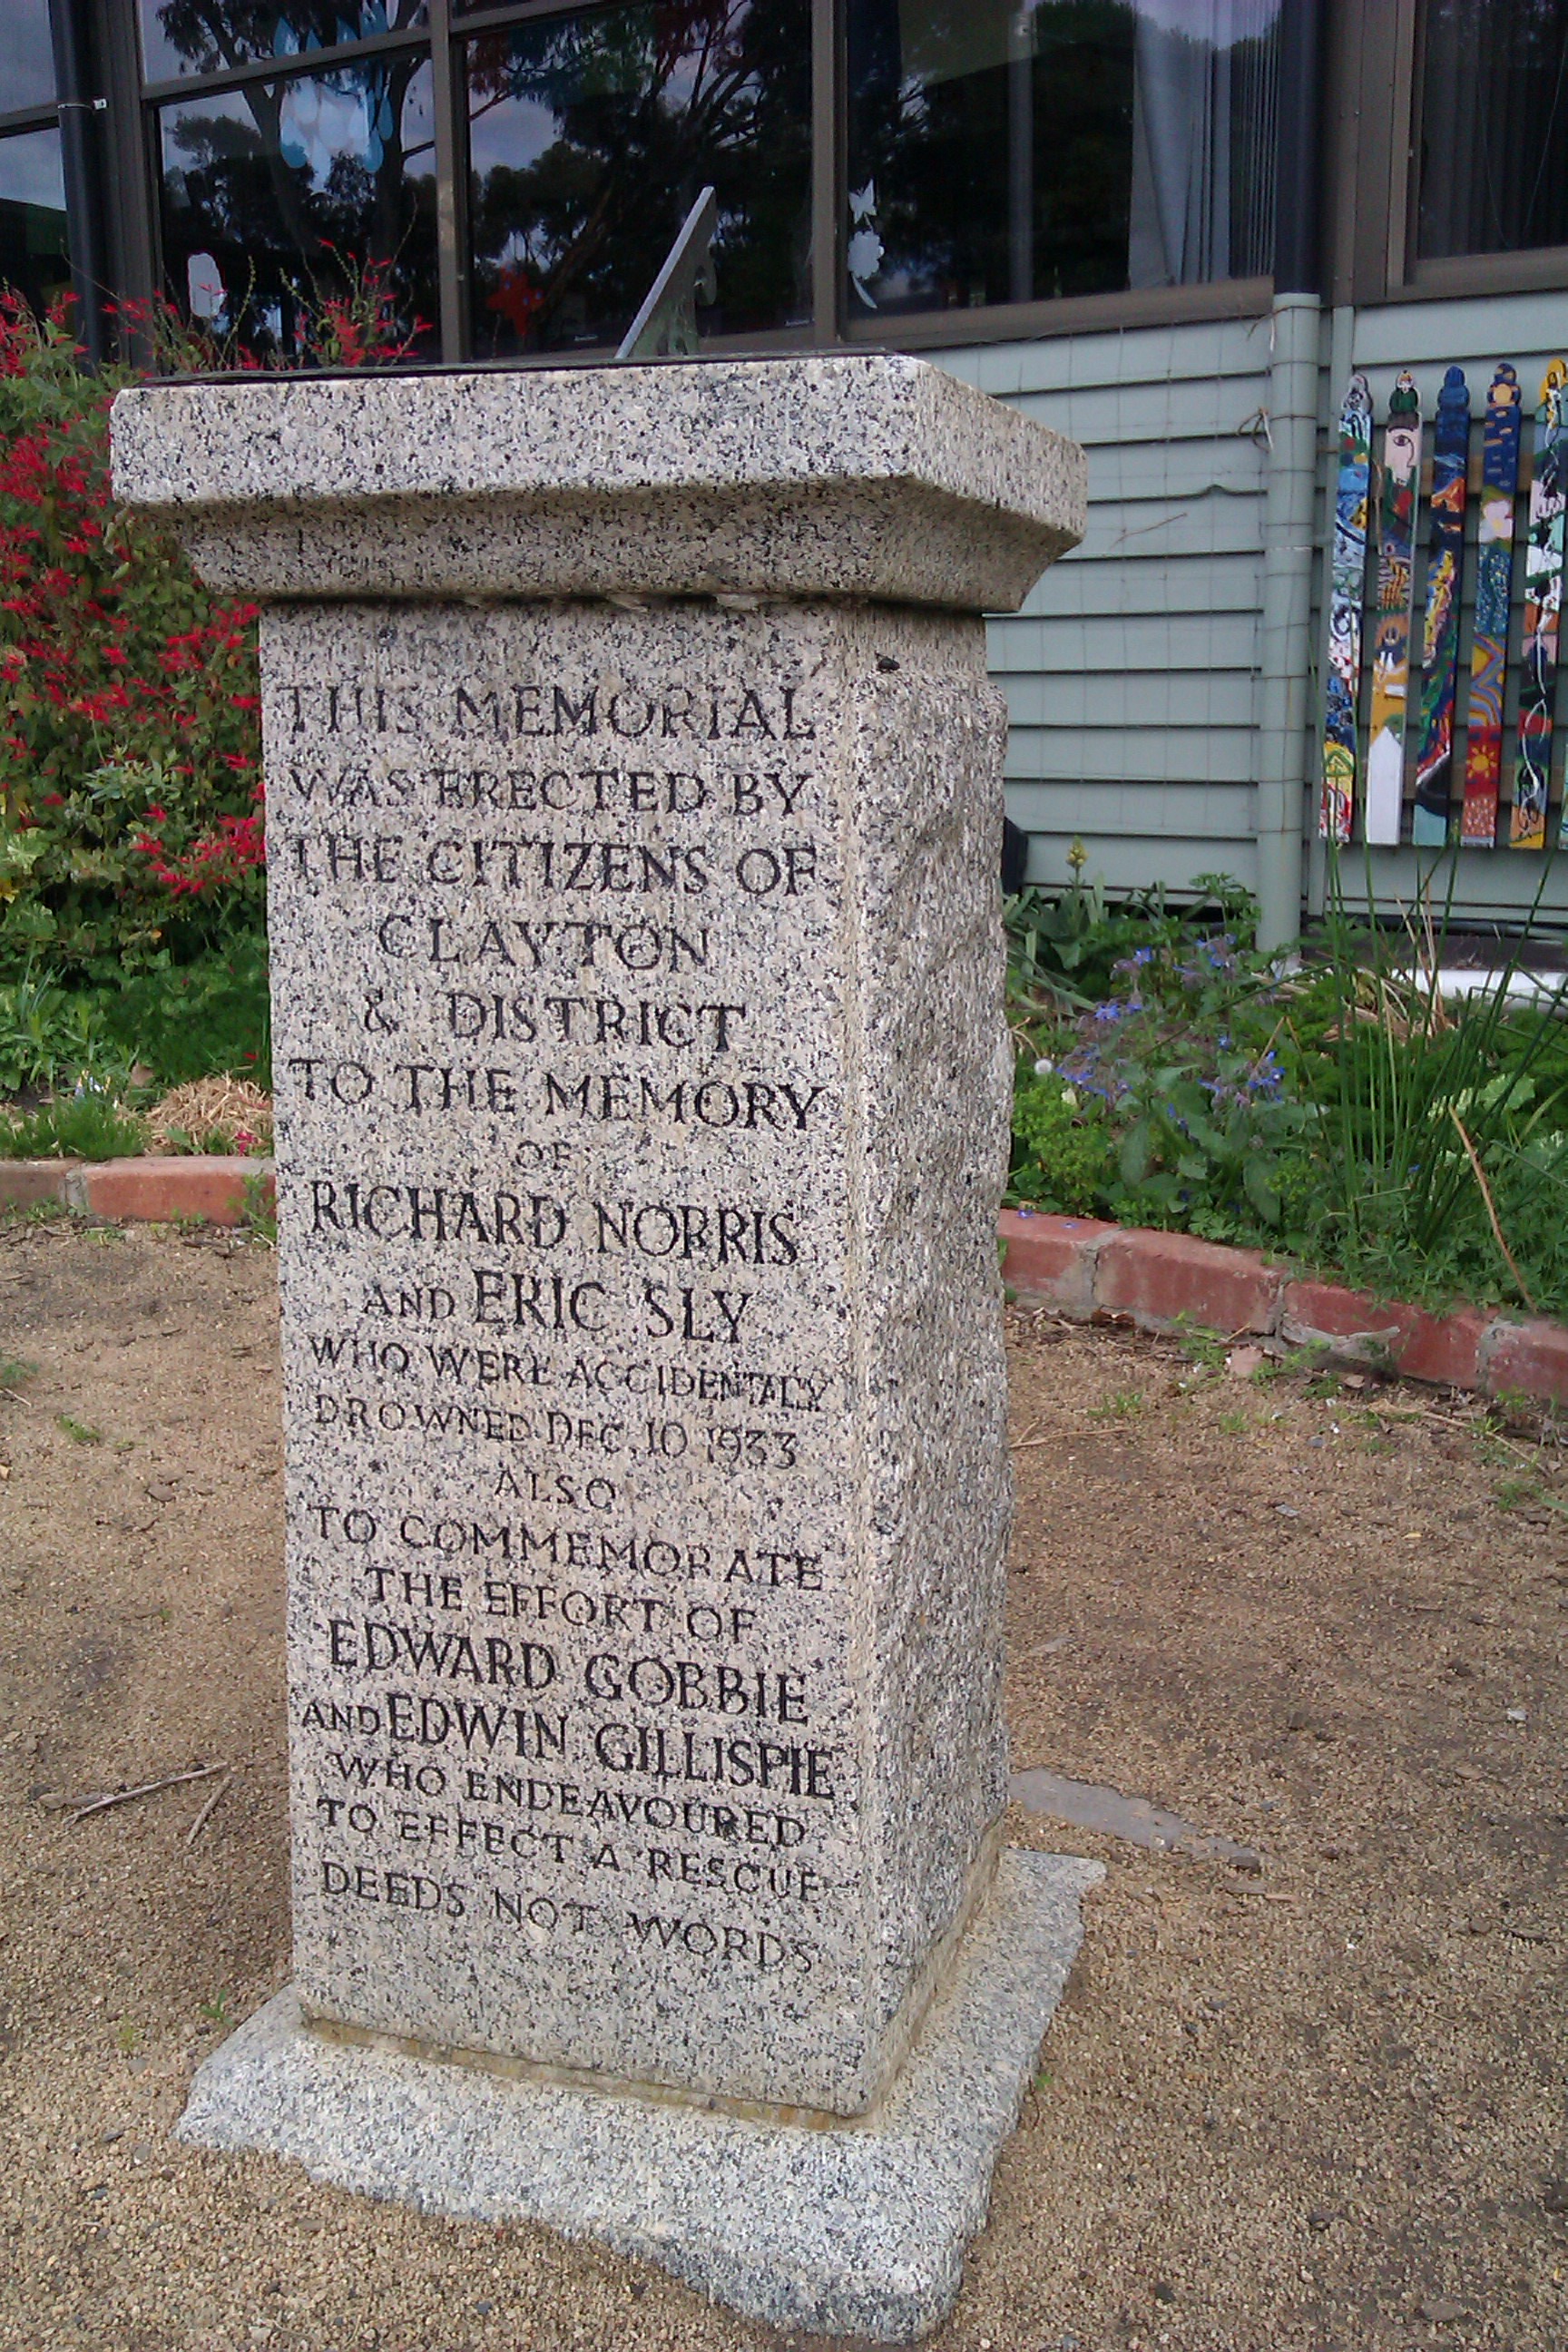 THIS MEMORIAL
WAS ERECTED BY
THE CITIZENS OF
CLAYTON
& DISTRICT
TO THE MEMORY
OF
RICHARD NORRIS
AND ERIC SLY
WHO WERE ACCIDENTALY
DROWNED DEC. 10 1933
ALSO
TO COMMEMORATE
THE EFFORT OF
EDWARD GOBBIE
AND EDWIN GILLISPIE
WHO ENDEAVOURED
TO EFFECT A RESCUE
DEEDS NOT WORDS